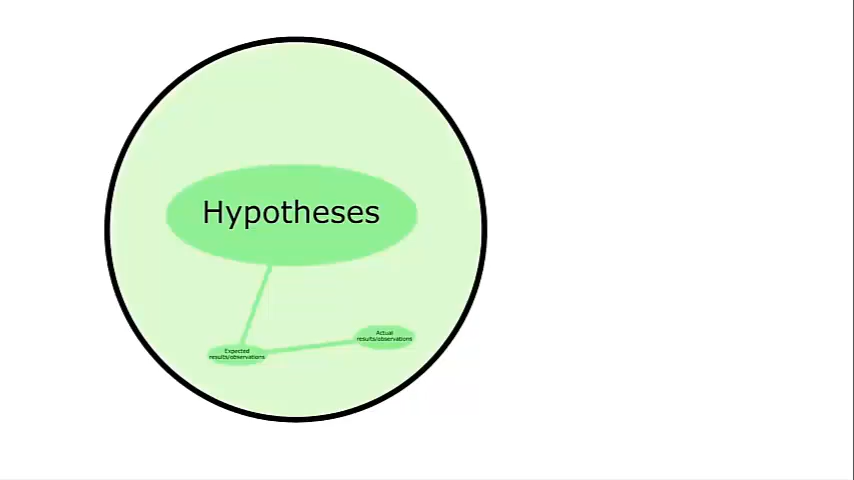 Hypotheses
Actual
results/observations
Expected
results/observations